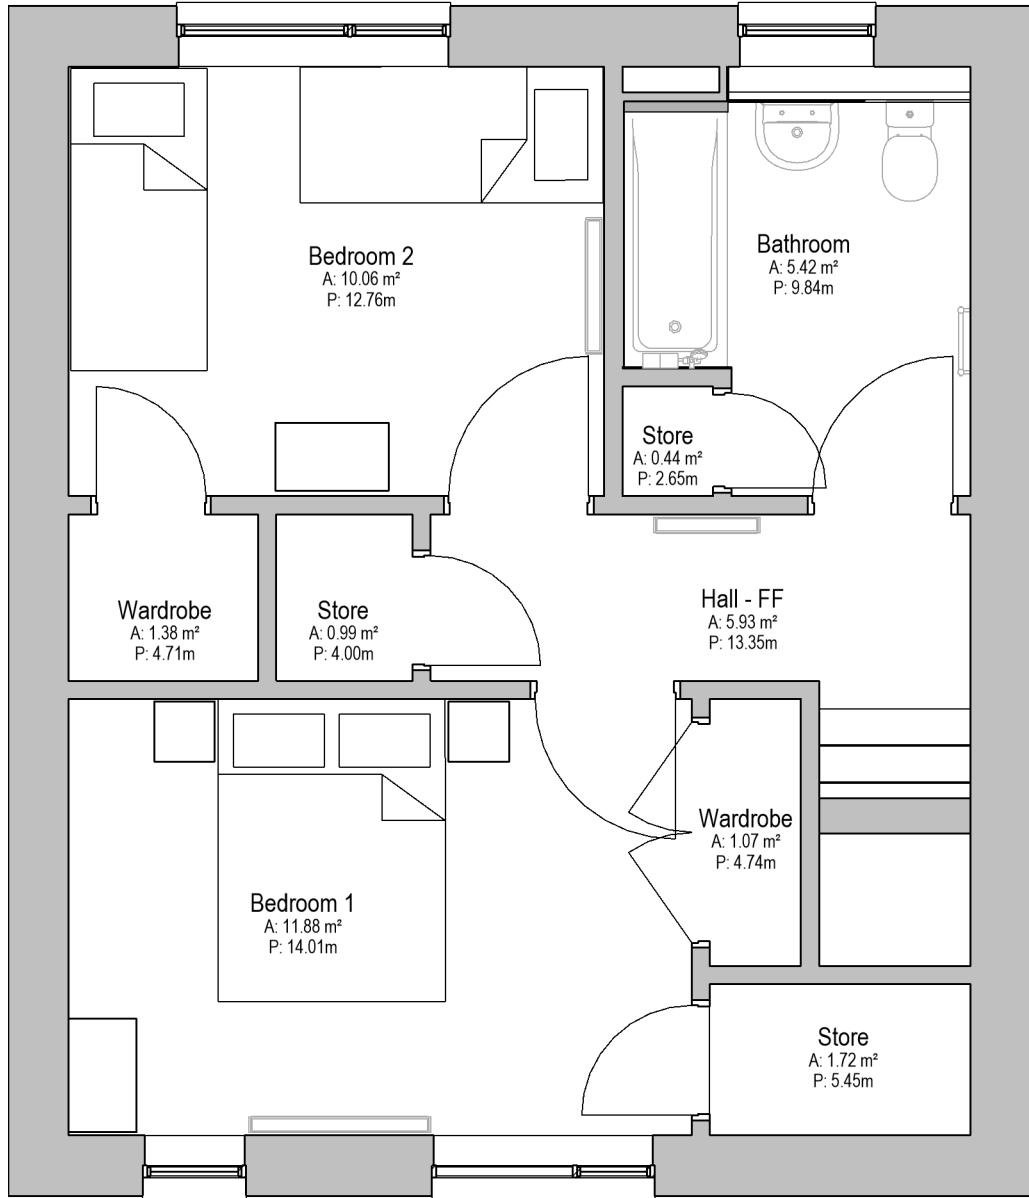 Bedroom 2
A: 10.06 m²
P: 12.76m
Bathroom
A: 5.42 m²
P: 9.84m
Store
A: 0.44 m²
P: 2.65m
Wardrobe
A: 1.38 m²
P: 4.71m
Store
A: 0.99 m²
P: 4.00m
Hall - FF
A: 5.93 m²
P: 13.35m
Wardrobe
A: 1.07 m²
P: 4.74m
Bedroom 1
A: 11.88 m²
P: 14.01m
Store
A: 1.72 m²
P: 5.45m